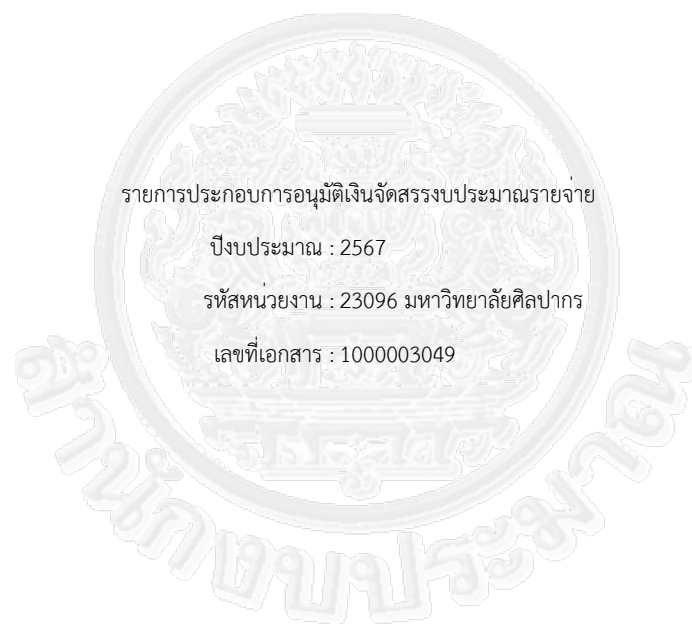 รายการประกอบการอนุมัติเงินจัดสรรงบประมาณรายจ่าย
ปีงบประมาณ : 2567
รหัสหน่วยงาน : 23096 มหาวิทยาลัยศิลปากร
เลขที่เอกสาร : 1000003049
สำนักงบประมาณ